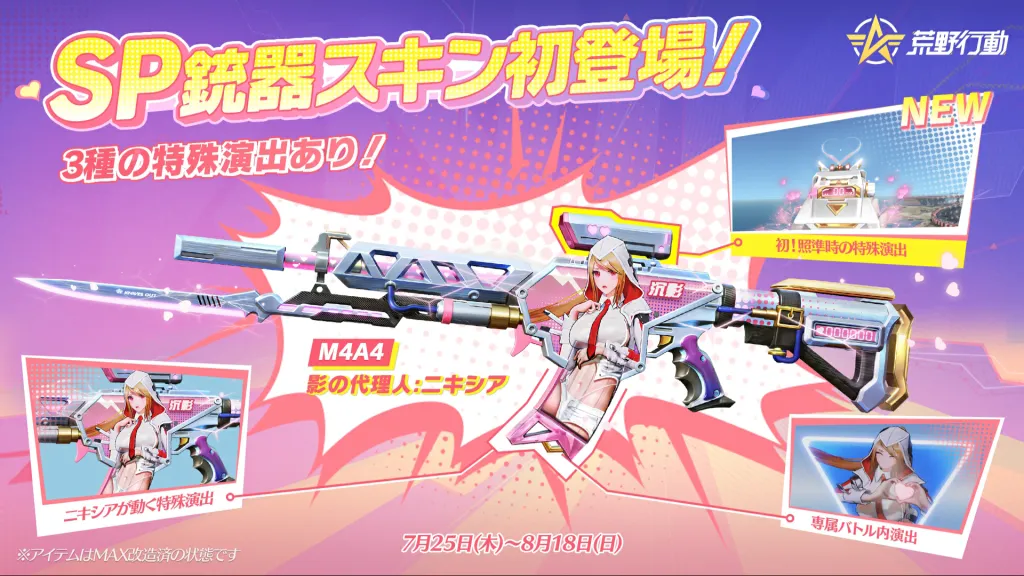 SP銃器スキン初登場！
荒野行動
3種の特殊演出あり！
NEW
初！照準時の特殊演出
沉影
M4A4
影の代理人：ニキシア
沉影
ニキシアが動く特殊演出
専属バトル内演出
7月25日(木)～8月18日(日)
※アイテムはMAX改造済の状態です